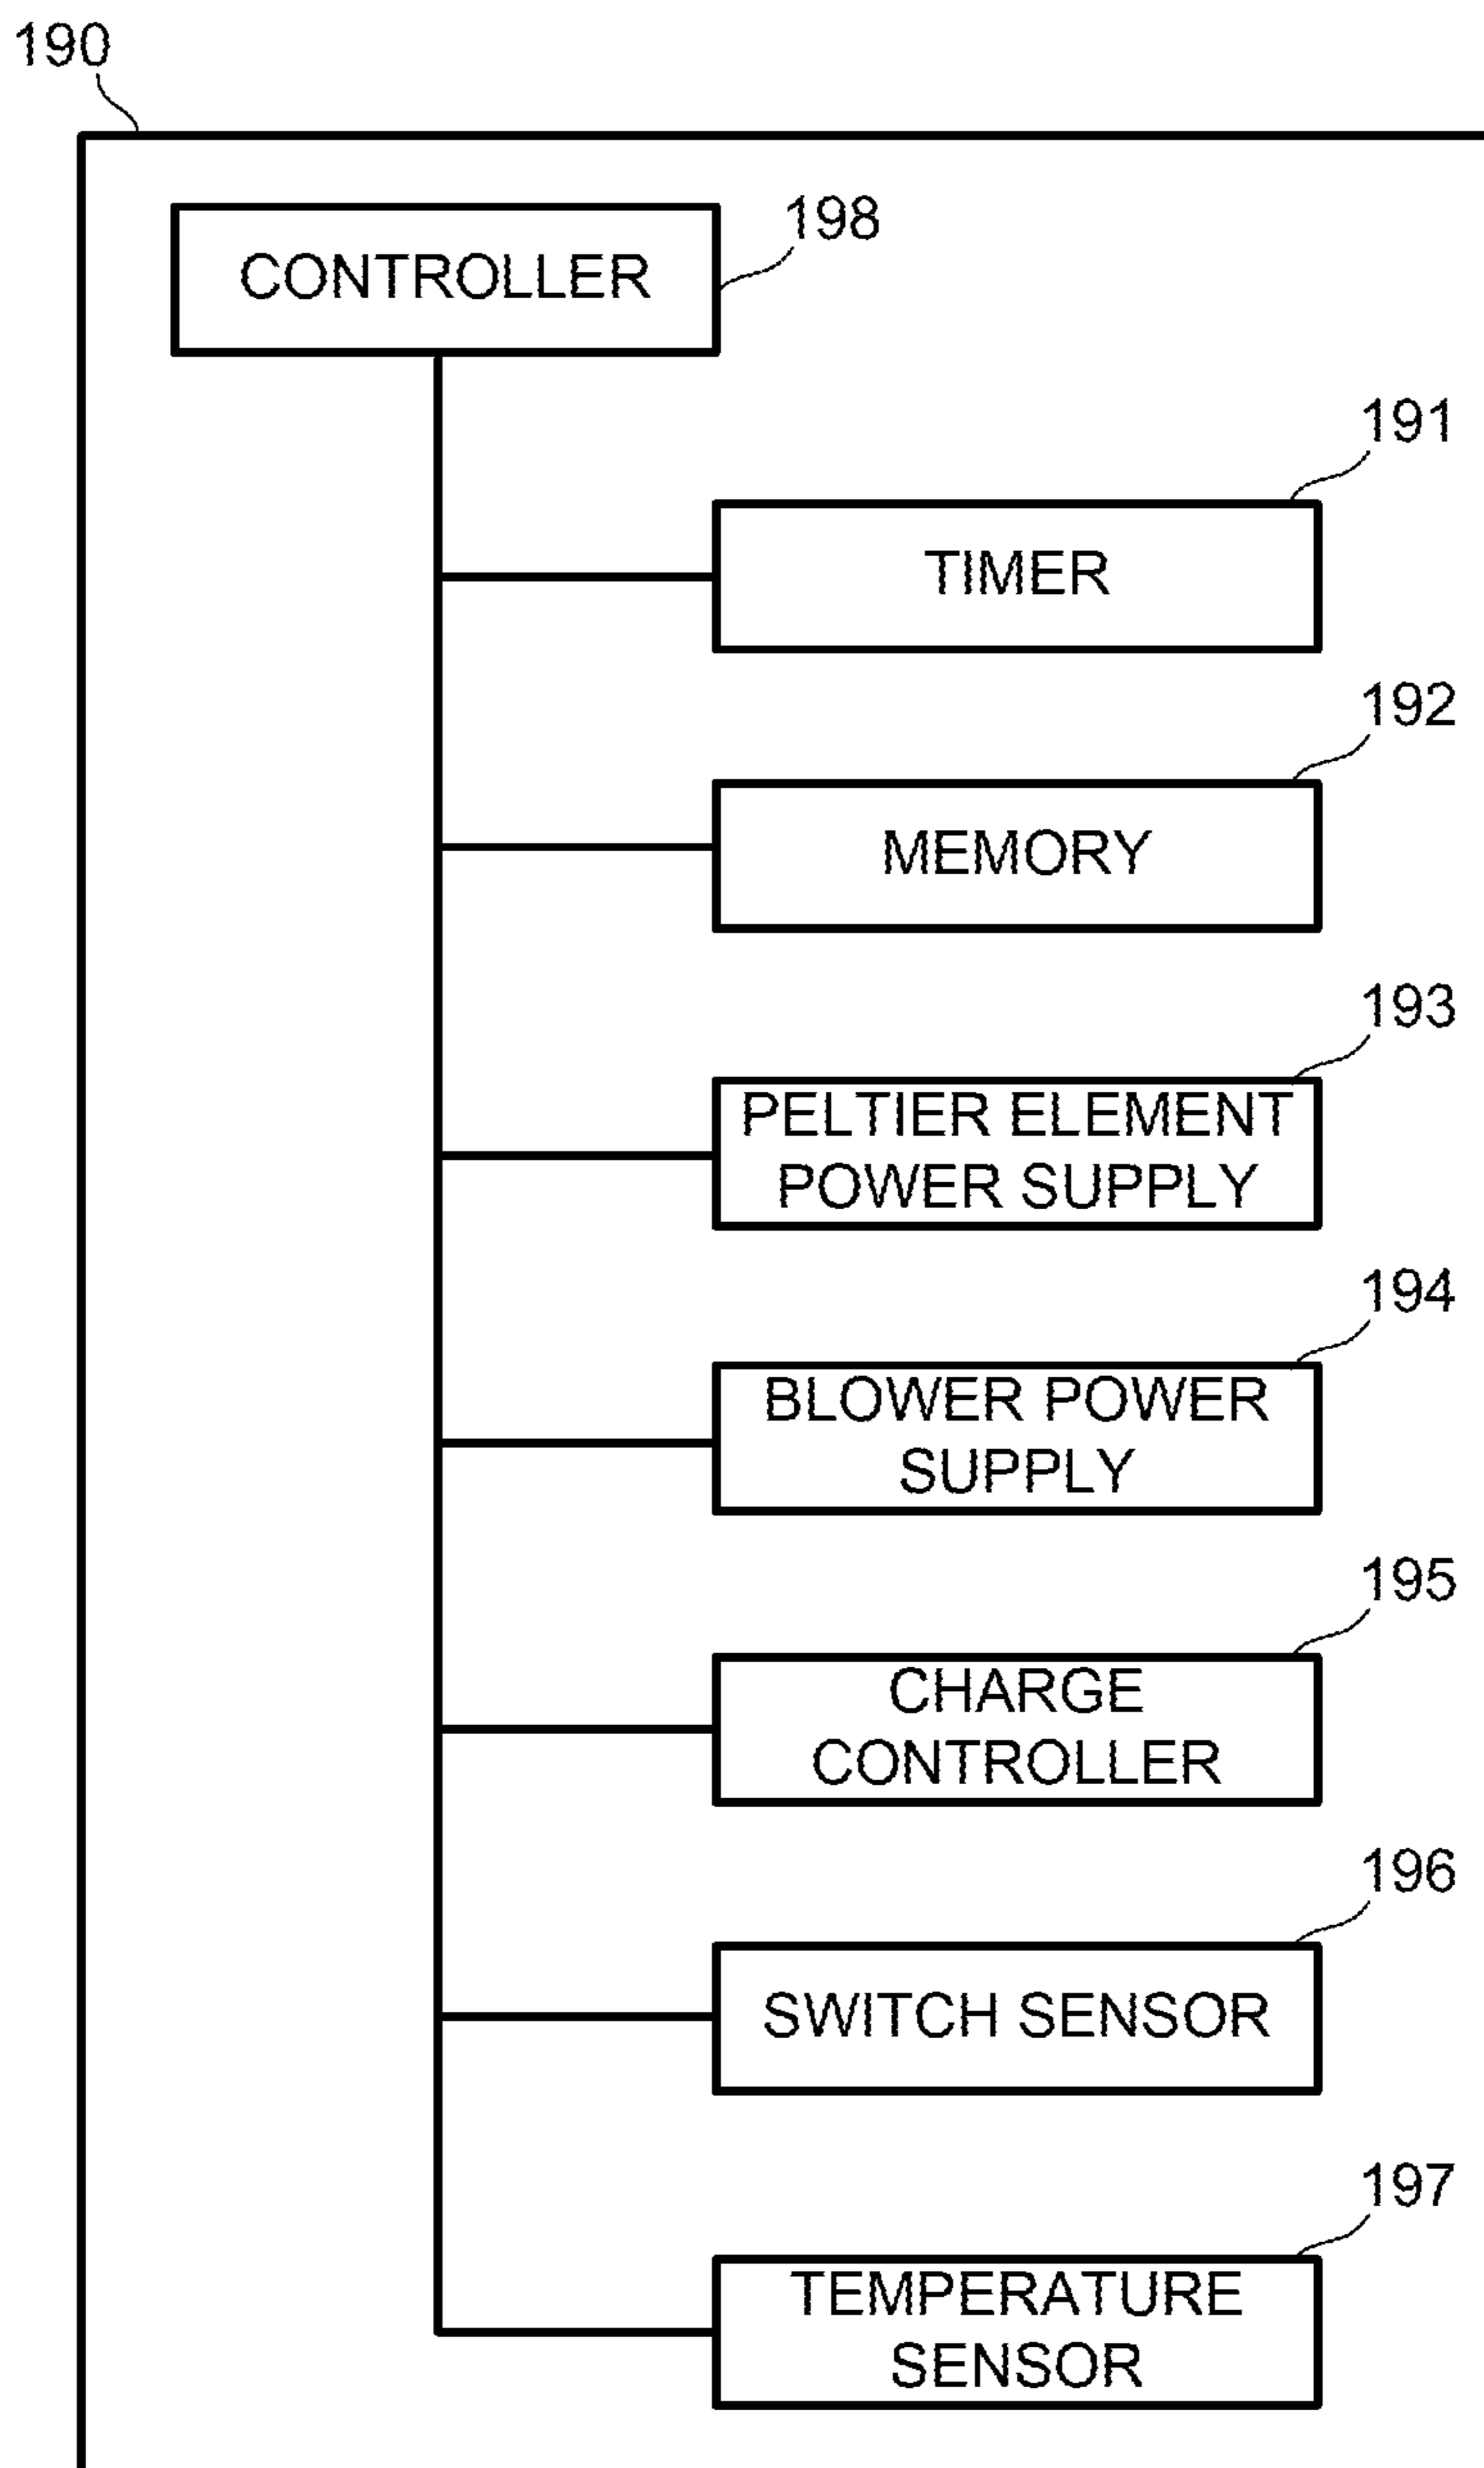 190
CONTROLLER
198
191
TIMER
192
MEMORY
193
PELTIER ELEMENT
POWER SUPPLY
194
BLOWER POWER
SUPPLY
195
CHARGE
CONTROLLER
196
SWITCH SENSOR
197
TEMPERATURE
SENSOR